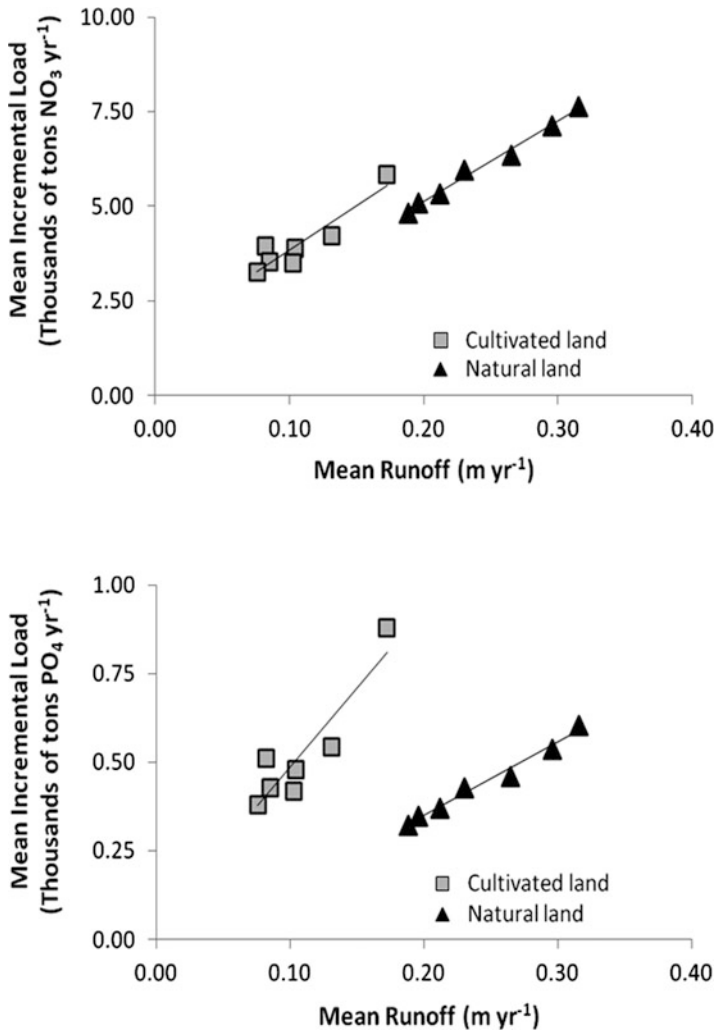 Mean Incremental Load
(Thousands of tons NO₃ yr⁻¹)
10.00
7.50
5.00
2.50
0.00
Cultivated land
Natural land
0.00 0.10 0.20 0.30 0.40
Mean Runoff (m yr⁻¹)
Mean Incremental Load
(Thousands of tons PO₄ yr⁻¹)
1.00
0.75
0.50
0.25
0.00
Cultivated land
Natural land
0.00 0.10 0.20 0.30 0.40
Mean Runoff (m yr⁻¹)